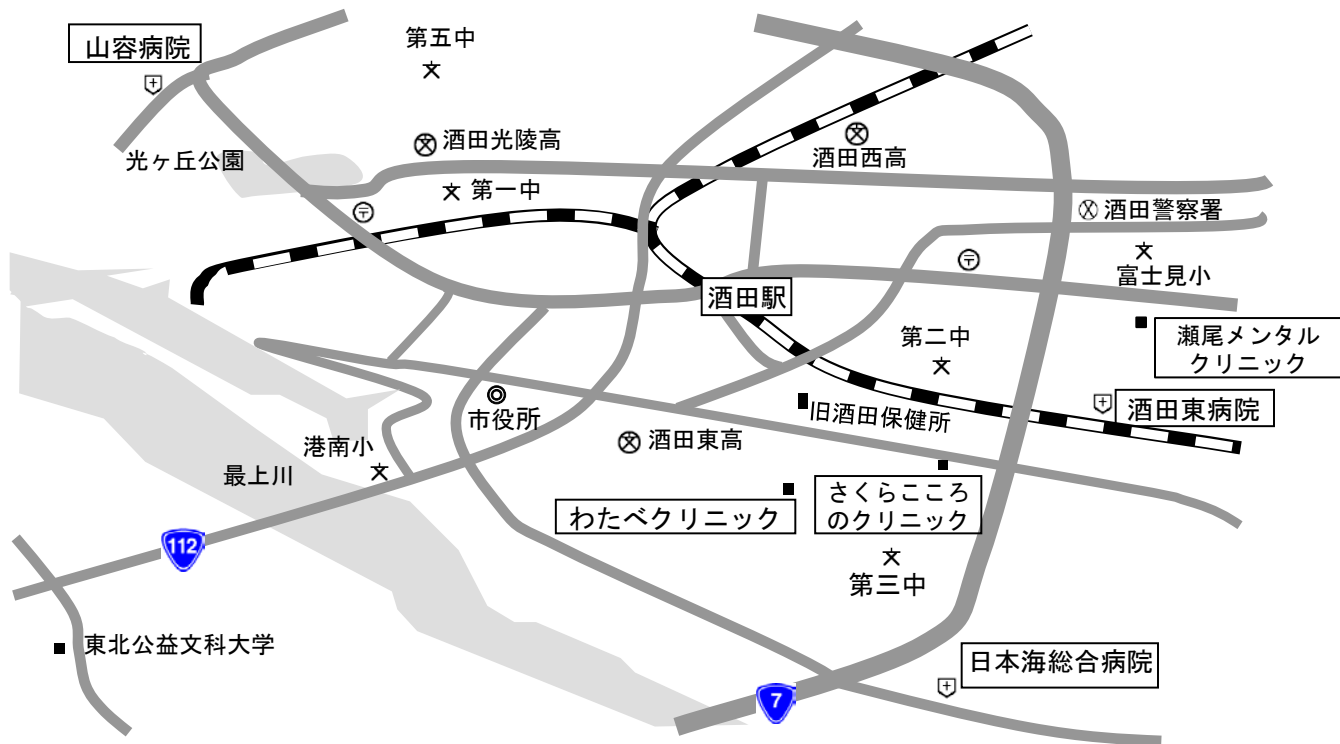 山容病院
第五中
酒田光陵高
酒田西高
光ヶ丘公園
第一中
〒
酒田警察署
〒
富士見小
酒田駅
瀬尾メンタル
クリニック
第二中
酒田東病院
市役所
旧酒田保健所
港南小
酒田東高
最上川
わたべクリニック
さくらこころ
のクリニック
112
第三中
東北公益文科大学
日本海総合病院
7